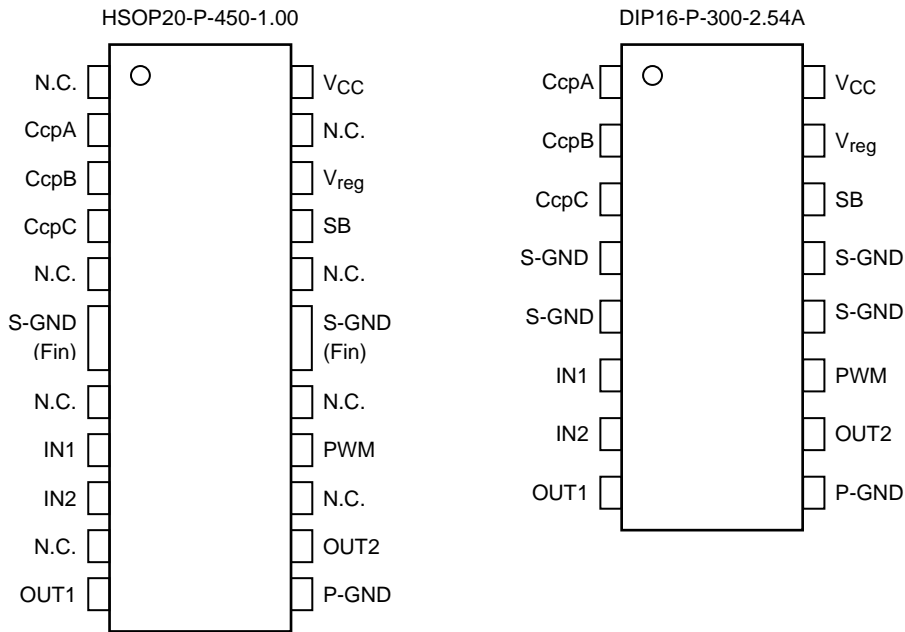 HSOP20-P-450-1.00
N.C.
CcpA
CcpB
CcpC
N.C.
S-GND
(Fin)
N.C.
IN1
IN2
N.C.
OUT1
VCC
N.C.
Vreg
SB
N.C.
S-GND
(Fin)
N.C.
PWM
N.C.
OUT2
P-GND
DIP16-P-300-2.54A
CcpA
CcpB
CcpC
S-GND
S-GND
IN1
IN2
OUT1
VCC
Vreg
SB
S-GND
S-GND
PWM
OUT2
P-GND